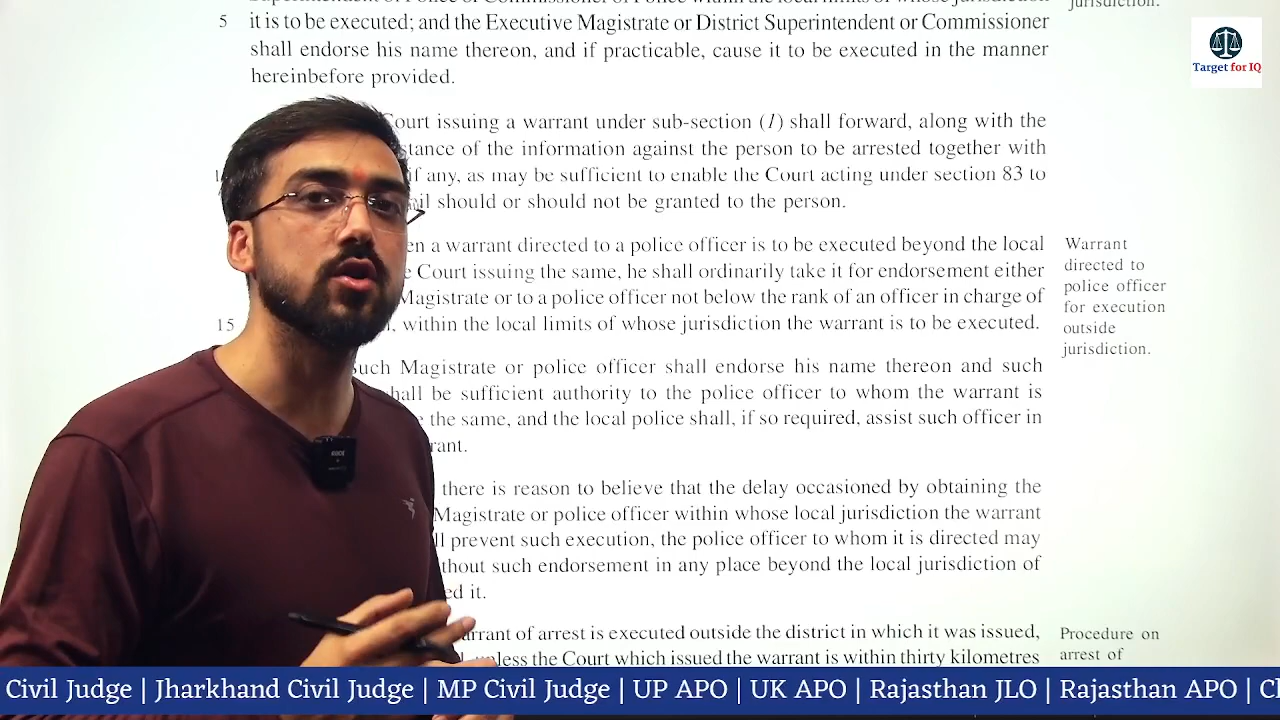 5 it is to be executed; and the Executive Magistrate or District Superintendent or Commissioner
shall endorse his name thereon, and if practicable, cause it to be executed in the manner
hereinbefore provided.
jurisdiction.
Target for IQ
Court issuing a warrant under sub-section (1) shall forward, along with the
stance of the information against the person to be arrested together with
if any, as may be sufficient to enable the Court acting under section 83 to
il should or should not be granted to the person.
en a warrant directed to a police officer is to be executed beyond the local
e Court issuing the same, he shall ordinarily take it for endorsement either
Magistrate or to a police officer not below the rank of an officer in charge of
15 , within the local limits of whose jurisdiction the warrant is to be executed.
Warrant
directed to
police officer
for execution
outside
jurisdiction.
Such Magistrate or police officer shall endorse his name thereon and such
hall be sufficient authority to the police officer to whom the warrant is
e the same, and the local police shall, if so required, assist such officer in
rant.
there is reason to believe that the delay occasioned by obtaining the
Magistrate or police officer within whose local jurisdiction the warrant
ll prevent such execution, the police officer to whom it is directed may
thout such endorsement in any place beyond the local jurisdiction of
ed it.
arrant of arrest is executed outside the district in which it was issued,
unless the Court which issued the warrant is within thirty kilometres
Procedure on
arrest of
Civil Judge | Jharkhand Civil Judge | MP Civil Judge | UP APO | UK APO | Rajasthan JLO | Rajasthan APO |